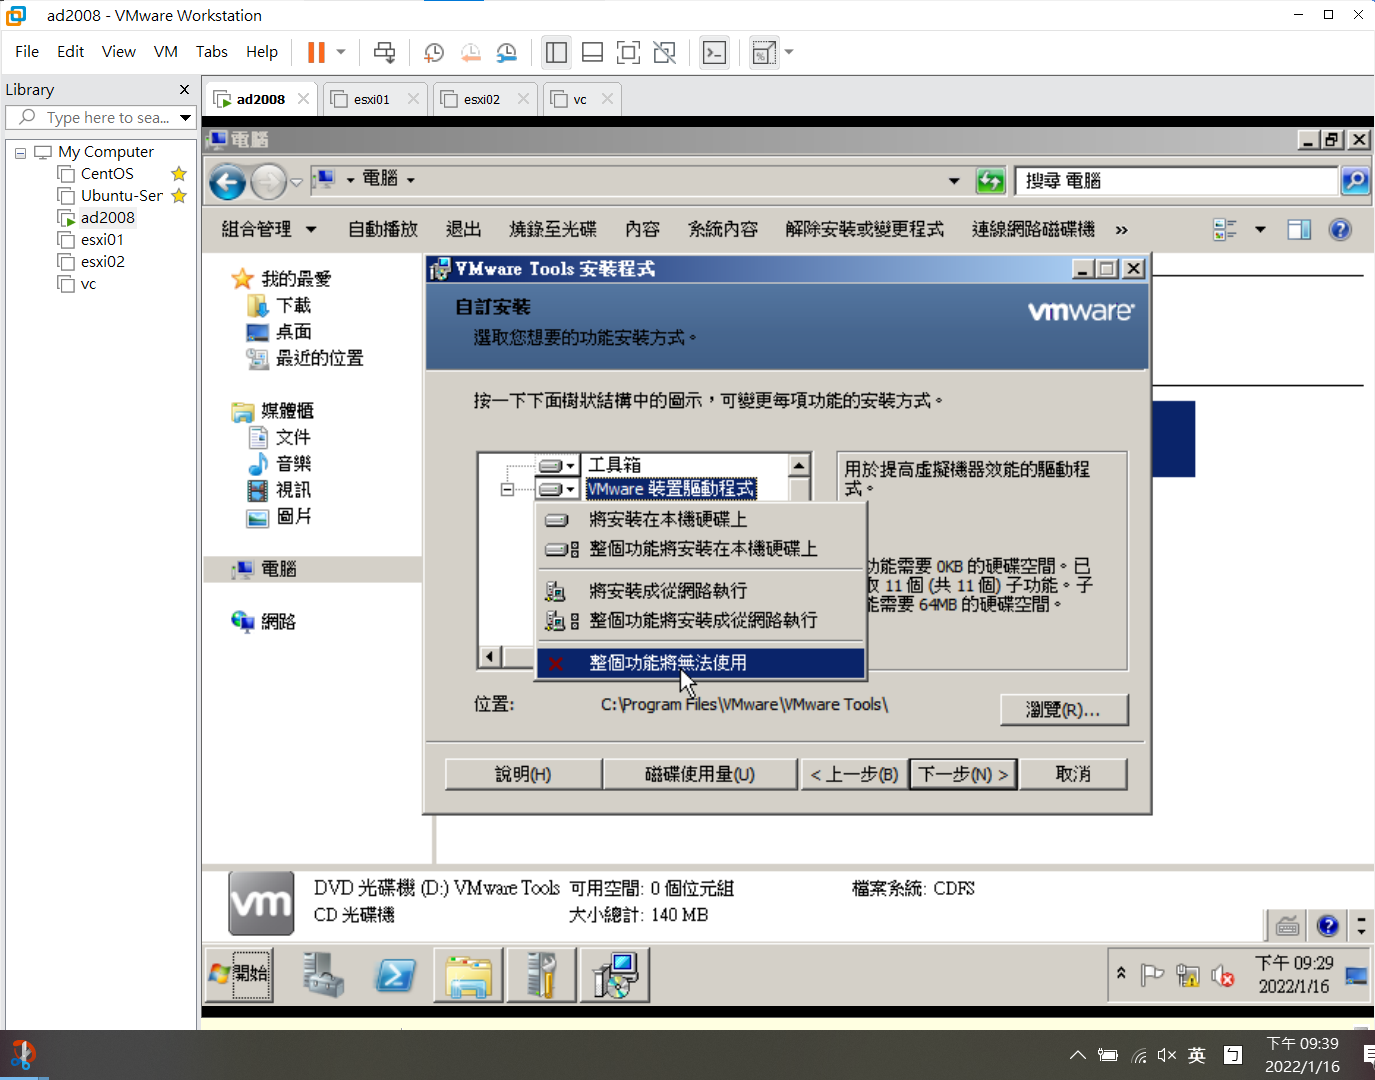 ad2008 - VMware Workstation
File Edit View VM Tabs Help
Library
Type here to sea...
My Computer
CentOS
Ubuntu-Ser
ad2008
esxi01
esxi02
vc
ad2008
esxi01
esxi02
vc
電腦
電腦
搜尋 電腦
組合管理
自動播放
退出
燒錄至光碟
內容
系統內容
解除安裝或變更程式
連線網路磁碟機
»
我的最愛
下載
桌面
最近的位置
媒體櫃
文件
音樂
視訊
圖片
電腦
網路
VMware Tools 安裝程式
自訂安裝
選取您想要的功能安裝方式。
vmware
按一下下面樹狀結構中的圖示，可變更每項功能的安裝方式。
工具箱
VMware 裝置驅動程式
將安裝在本機硬碟上
整個功能將安裝在本機硬碟上
將安裝成從網路執行
整個功能將安裝成從網路執行
整個功能將無法使用
用於提高虛擬機器效能的驅動程
式。
功能需要 0KB 的硬碟空間。已
取 11 個 (共 11 個) 子功能。子
能需要 64MB 的硬碟空間。
位置:
C:\Program Files\VMware\VMware Tools\
瀏覽(R)...
說明(H)
磁碟使用量(U)
< 上一步(B)
下一步(N) >
取消
vm
DVD 光碟機 (D:) VMware Tools 可用空間: 0 個位元組 檔案系統: CDFS
CD 光碟機 大小總計: 140 MB
開始
下午 09:29
2022/1/16
英
ㄅ
下午 09:39
2022/1/16